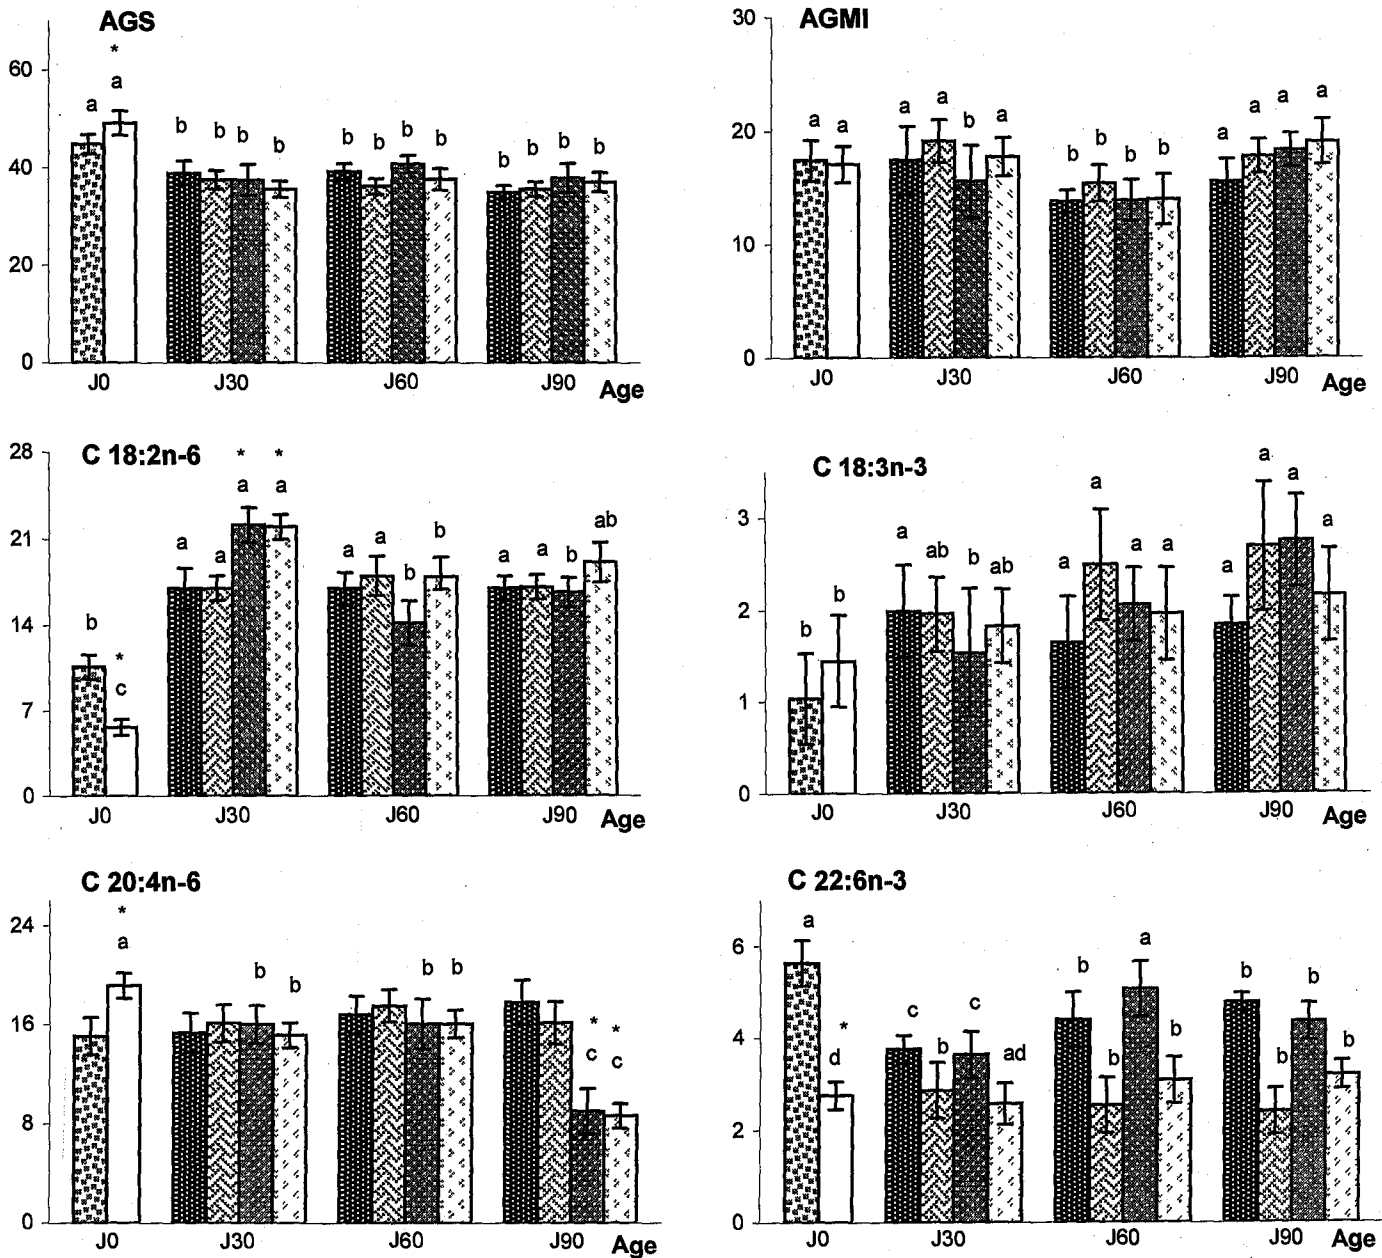 AGS
*
a a
b b b b
b b b b
b b b b
60
40
20
0
J0 J30 J60 J90 Age
AGMI
a a
a a b a
b b b b
a a a a
30
20
10
0
J0 J30 J60 J90 Age
C 18:2n-6
* *
b * c
a a a a
a a b b
a a b ab
28
21
14
7
0
J0 J30 J60 J90 Age
C 18:3n-3
b b
a ab b ab
a a a a
a a a a
3
2
1
0
J0 J30 J60 J90 Age
C 20:4n-6
*
a
b b
b b
* *
c c
24
16
8
0
J0 J30 J60 J90 Age
C 22:6n-3
a * d
c b c ad
b b a b
b b b b
6
4
2
0
J0 J30 J60 J90 Age